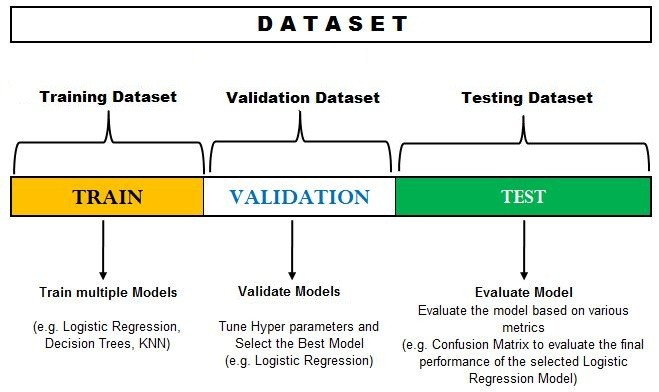 DATASET
Training Dataset
Validation Dataset
Testing Dataset
TRAIN
VALIDATION
TEST
Train multiple Models
(e.g. Logistic Regression,
Decision Trees, KNN)
Validate Models
Tune Hyper parameters and
Select the Best Model
(e.g. Logistic Regression)
Evaluate Model
Evaluate the model based on various
metrics
(e.g. Confusion Matrix to evaluate the final
performance of the selected Logistic
Regression Model)